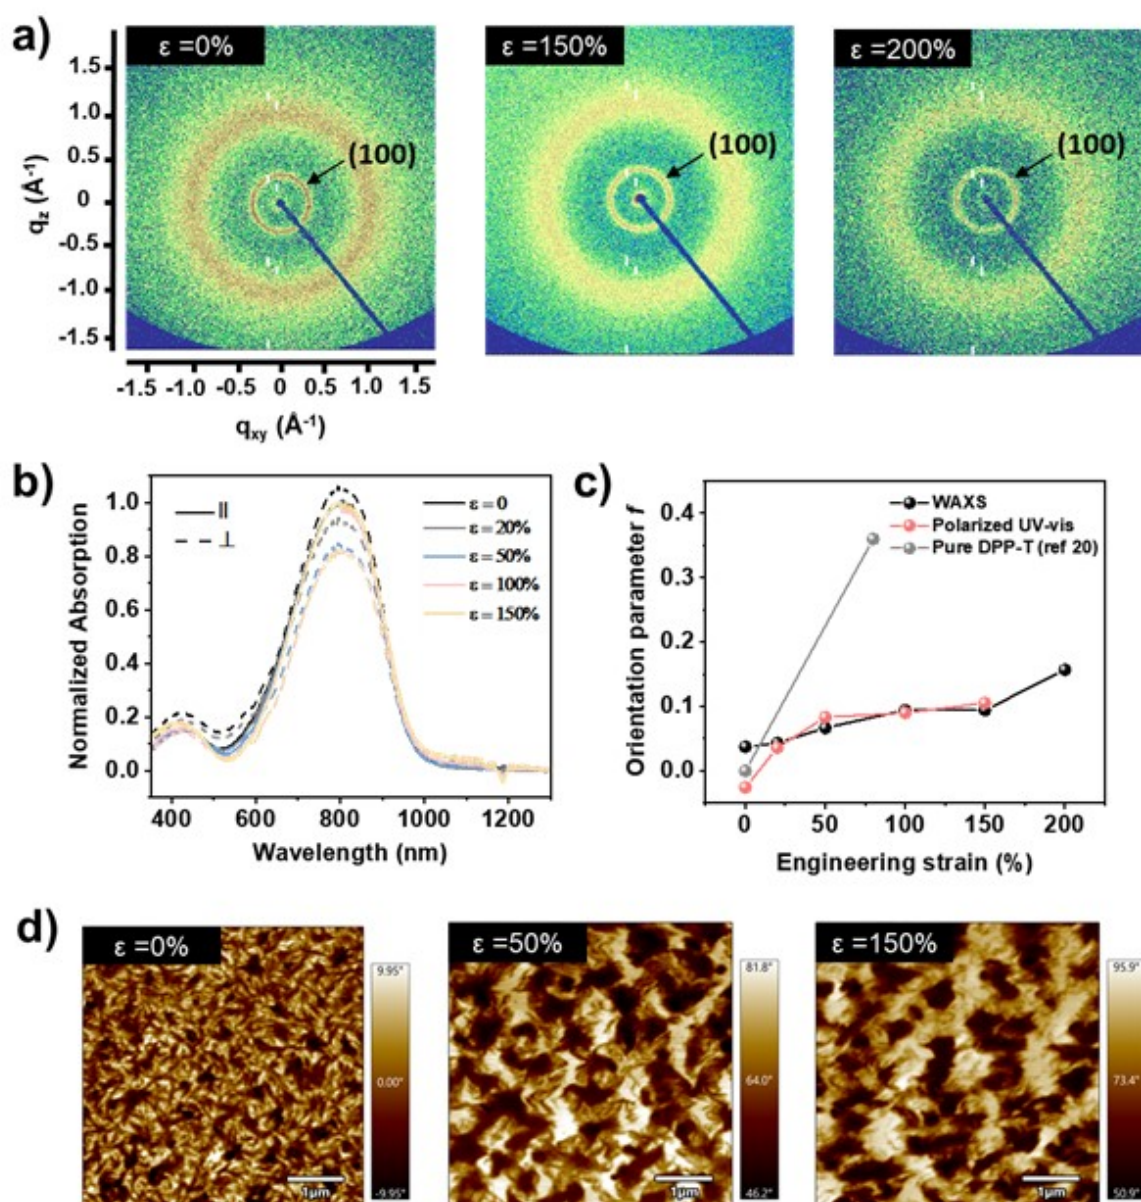 a)
ε =0%
ε =150%
ε =200%
(100)
(100)
(100)
1.5
1.0
0.5
0
-0.5
-1.0
-1.5
qz (Å-1)
-1.5 -1.0 -0.5 0 0.5 1.0 1.5
qxy (Å-1)
b)
||
⊥
ε = 0
ε = 20%
ε = 50%
ε = 100%
ε = 150%
1.0
0.8
0.6
0.4
0.2
0.0
Normalized Absorption
400 600 800 1000 1200
Wavelength (nm)
c)
WAXS
Polarized UV-vis
Pure DPP-T (ref 20)
0.4
0.3
0.2
0.1
0.0
Orientation parameter f
0 50 100 150 200
Engineering strain (%)
d)
ε =0%
9.95°
0.00°
-9.95°
1µm
ε =50%
81.8°
64.0°
46.2°
1µm
ε =150%
95.9°
73.4°
50.9°
1µm